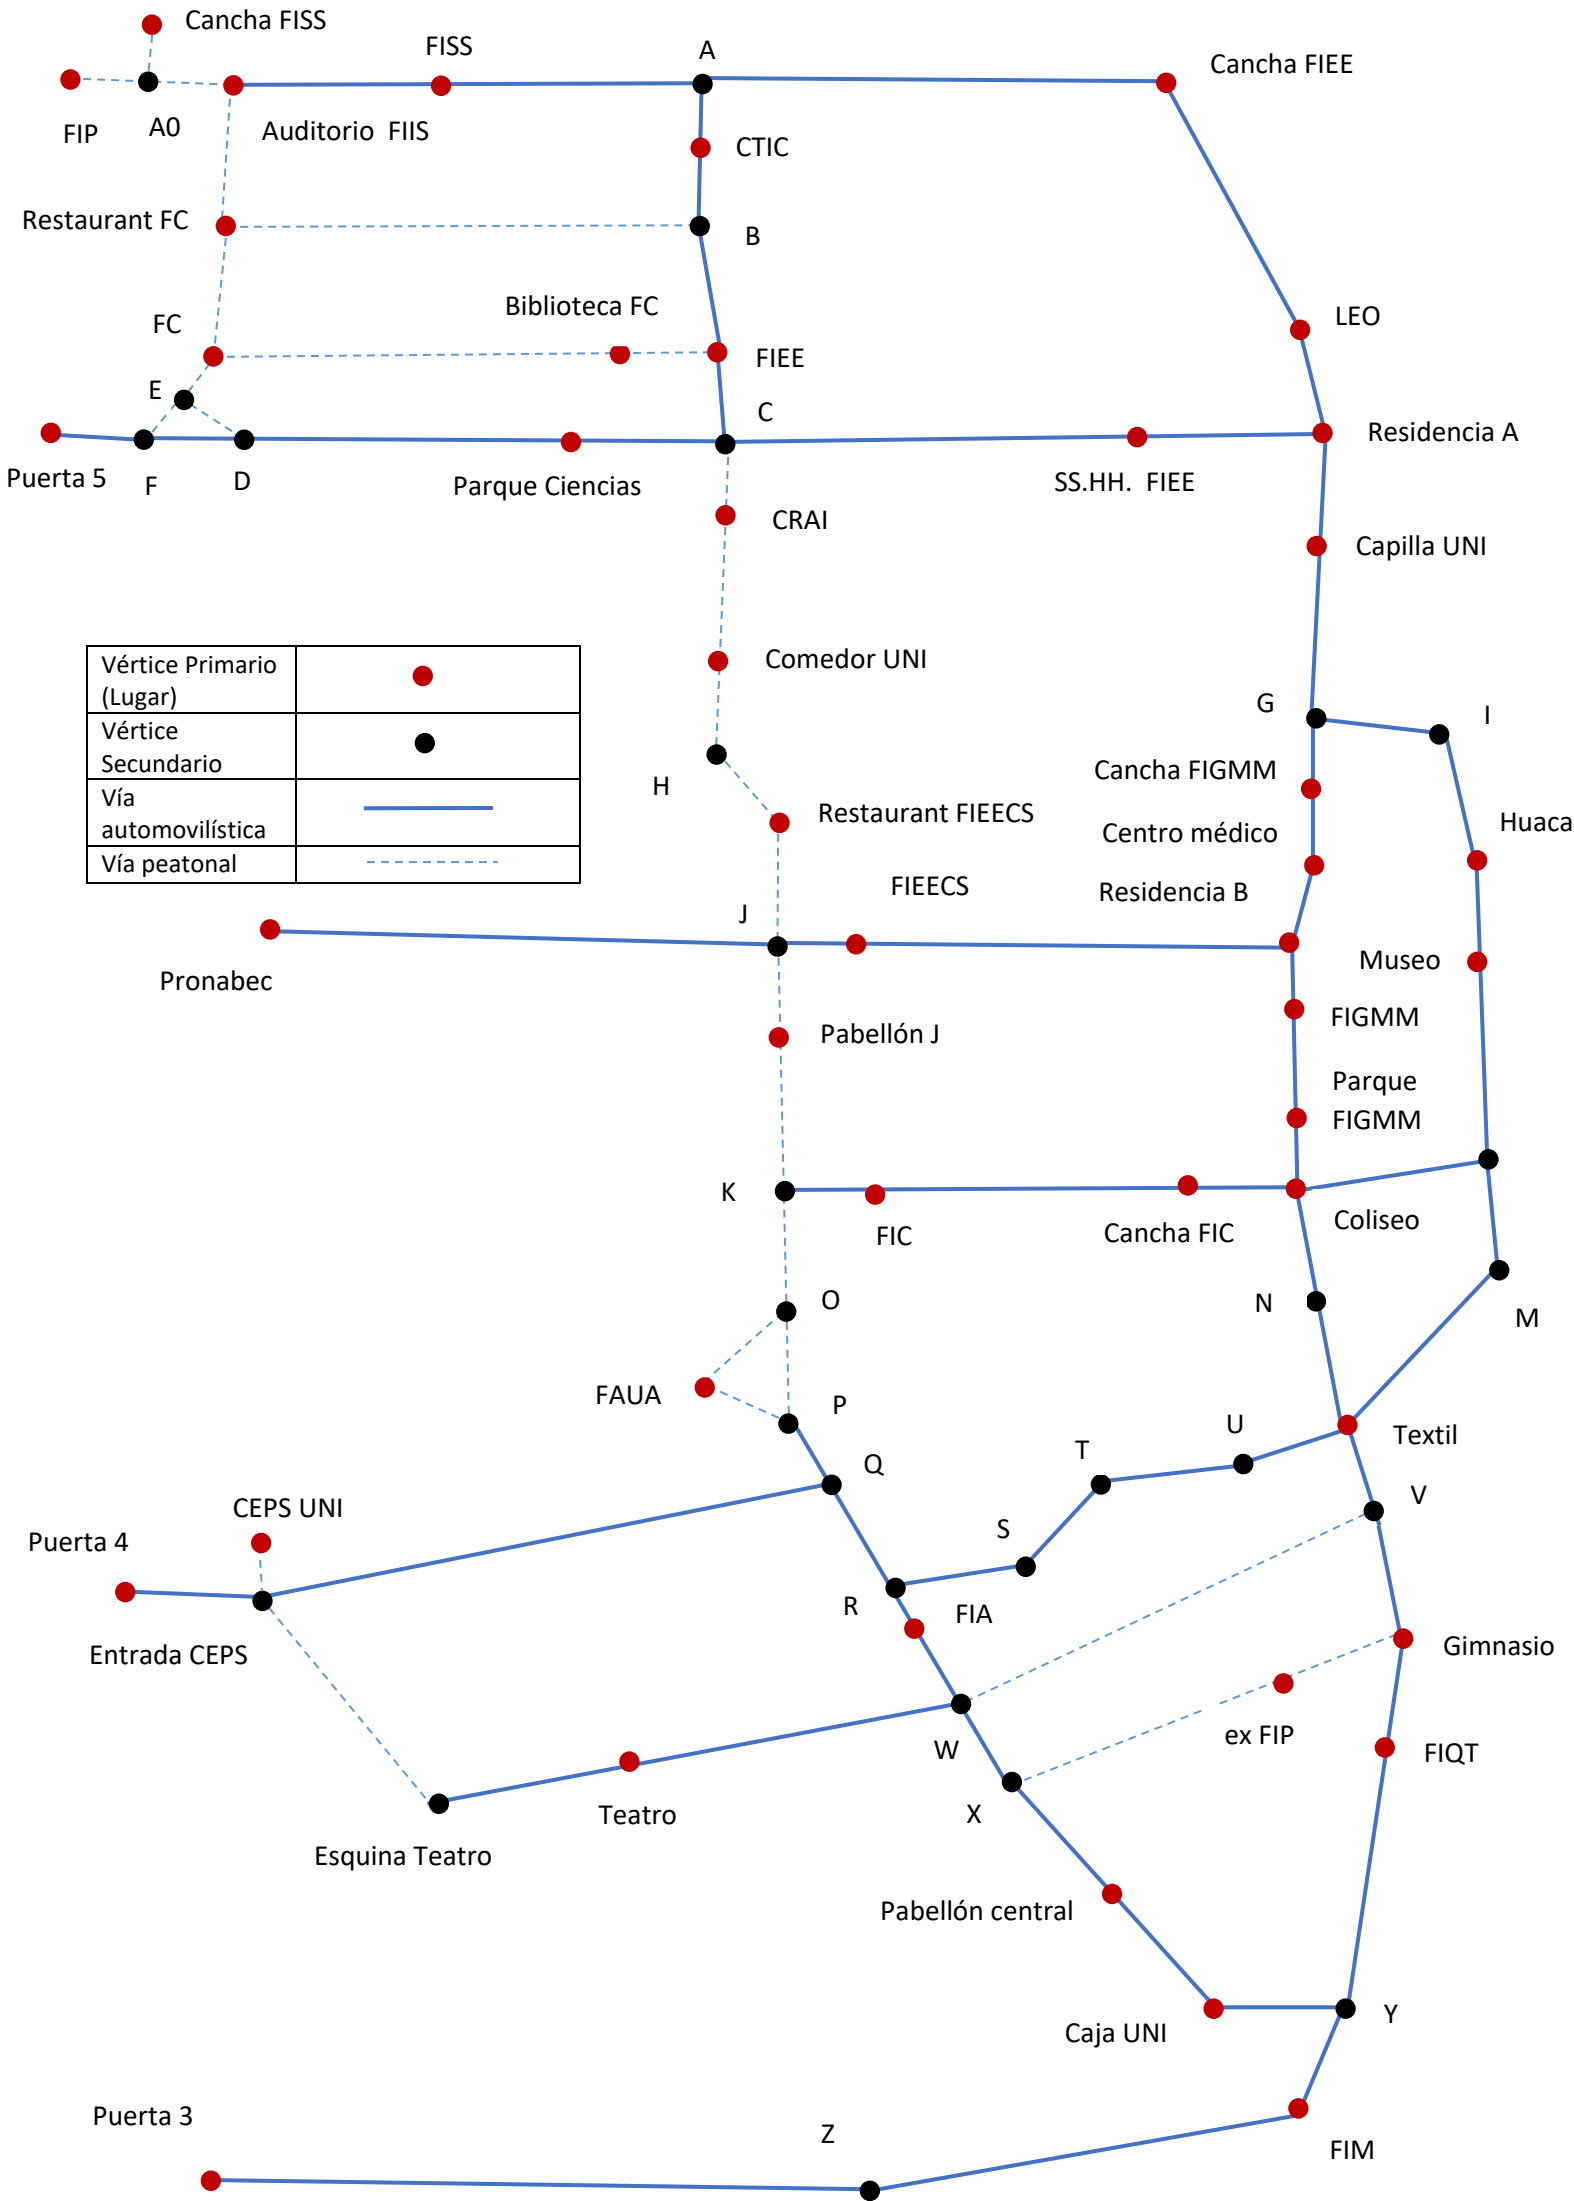 Cancha FISS
FISS
A
Cancha FIEE
FIP
A0
Auditorio  FIIS
CTIC
Restaurant FC
B
Biblioteca FC
LEO
FC
FIEE
E
C
Residencia A
Puerta 5
F
D
Parque Ciencias
SS.HH.  FIEE
CRAI
Capilla UNI
Vértice Primario
(Lugar)
Vértice
Secundario
Vía
automovilística
Vía peatonal
Comedor UNI
G
I
H
Cancha FIGMM
Restaurant FIEECS
Huaca
Centro médico
FIEECS
Residencia B
J
Museo
Pronabec
FIGMM
Pabellón J
Parque
FIGMM
K
FIC
Cancha FIC
Coliseo
O
N
M
FAUA
P
U
Textil
T
Q
V
CEPS UNI
Puerta 4
S
R
FIA
Entrada CEPS
Gimnasio
ex FIP
W
FIQT
Teatro
X
Esquina Teatro
Pabellón central
Y
Caja UNI
Puerta 3
Z
FIM